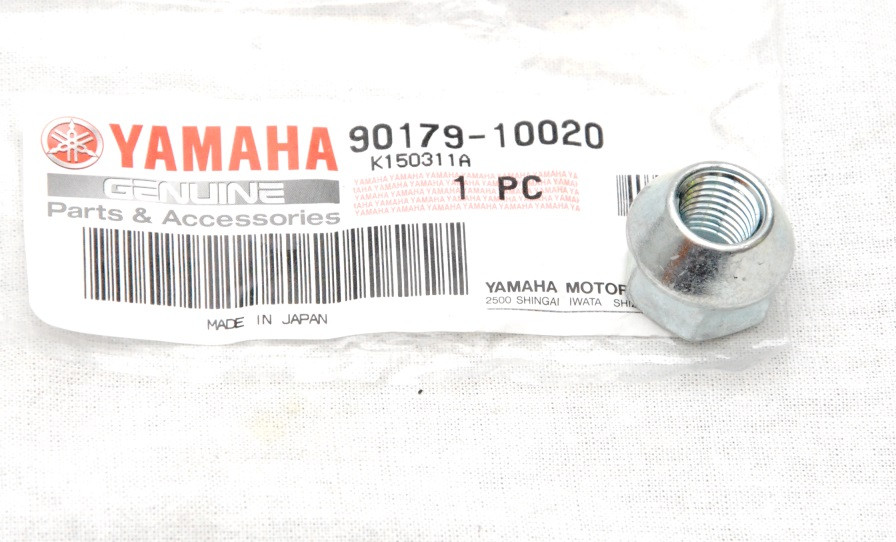 YAMAHA 90179-10020
K150311A
GENUINE
1 PC
Parts & Accessories
YAMAHA MOTOR
2500 SHINGAI IWATA
MADE IN JAPAN